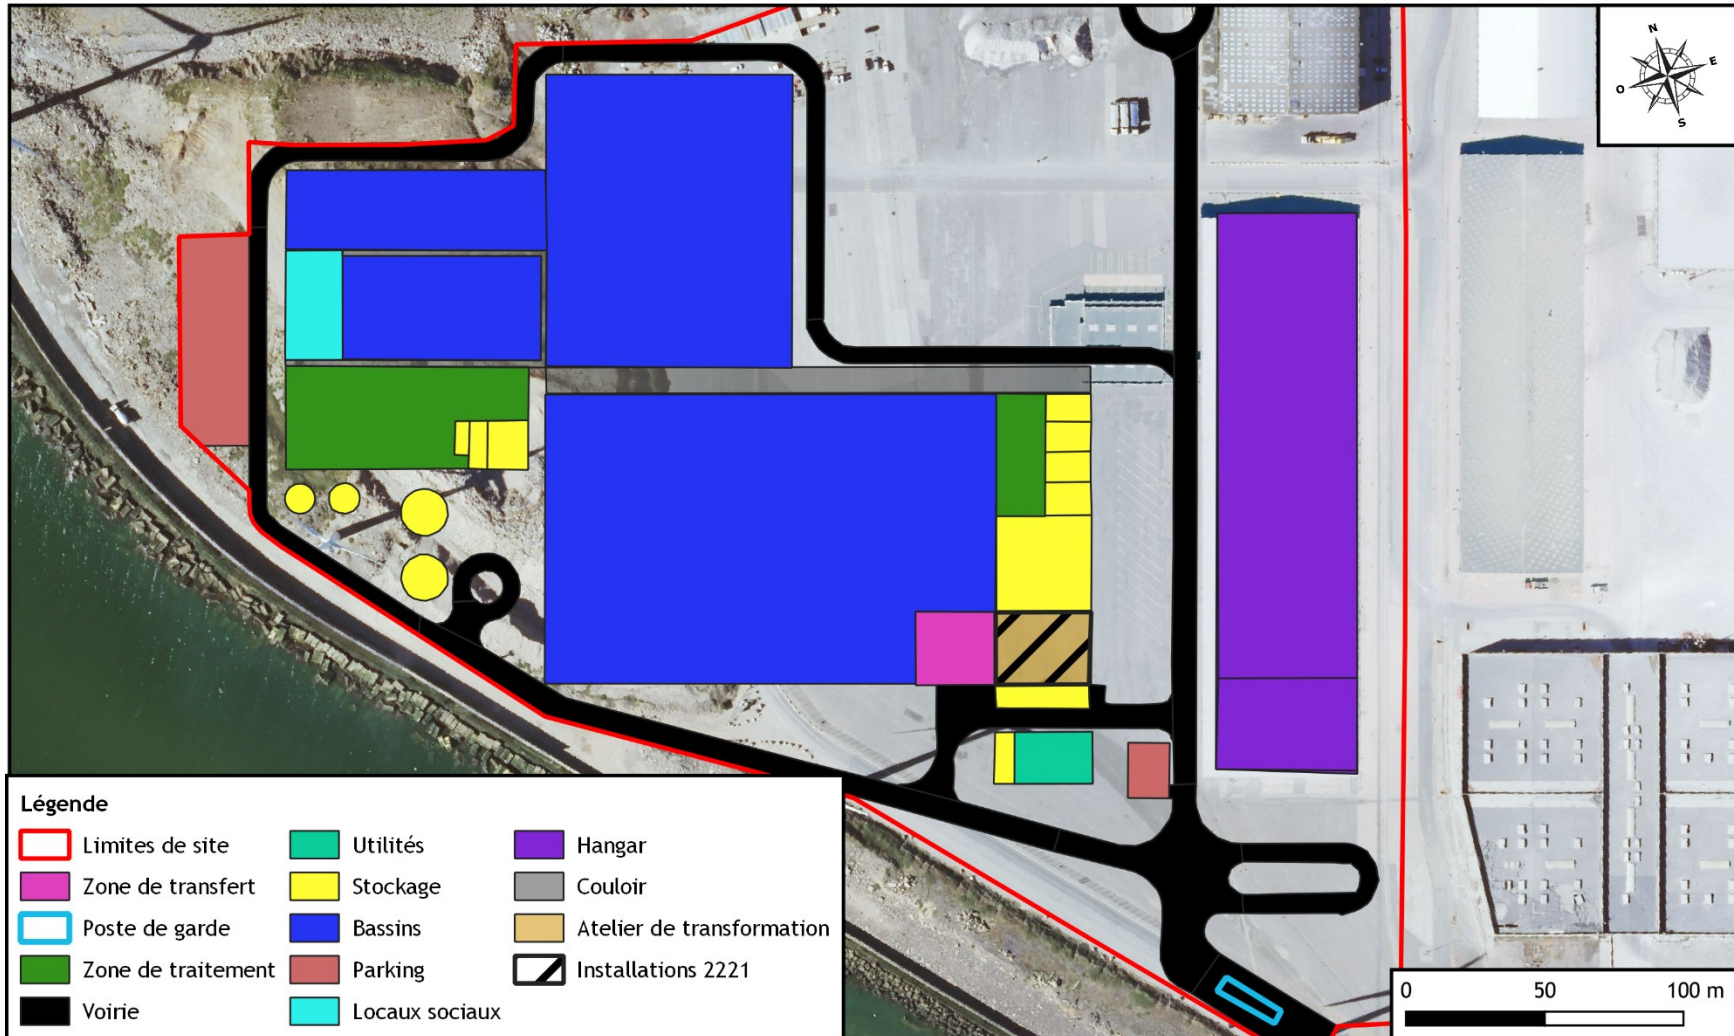 N
E
O
S
Légende
Limites de site
Zone de transfert
Poste de garde
Zone de traitement
Voirie
Utilités
Stockage
Bassins
Parking
Locaux sociaux
Hangar
Couloir
Atelier de transformation
Installations 2221
0 50 100 m